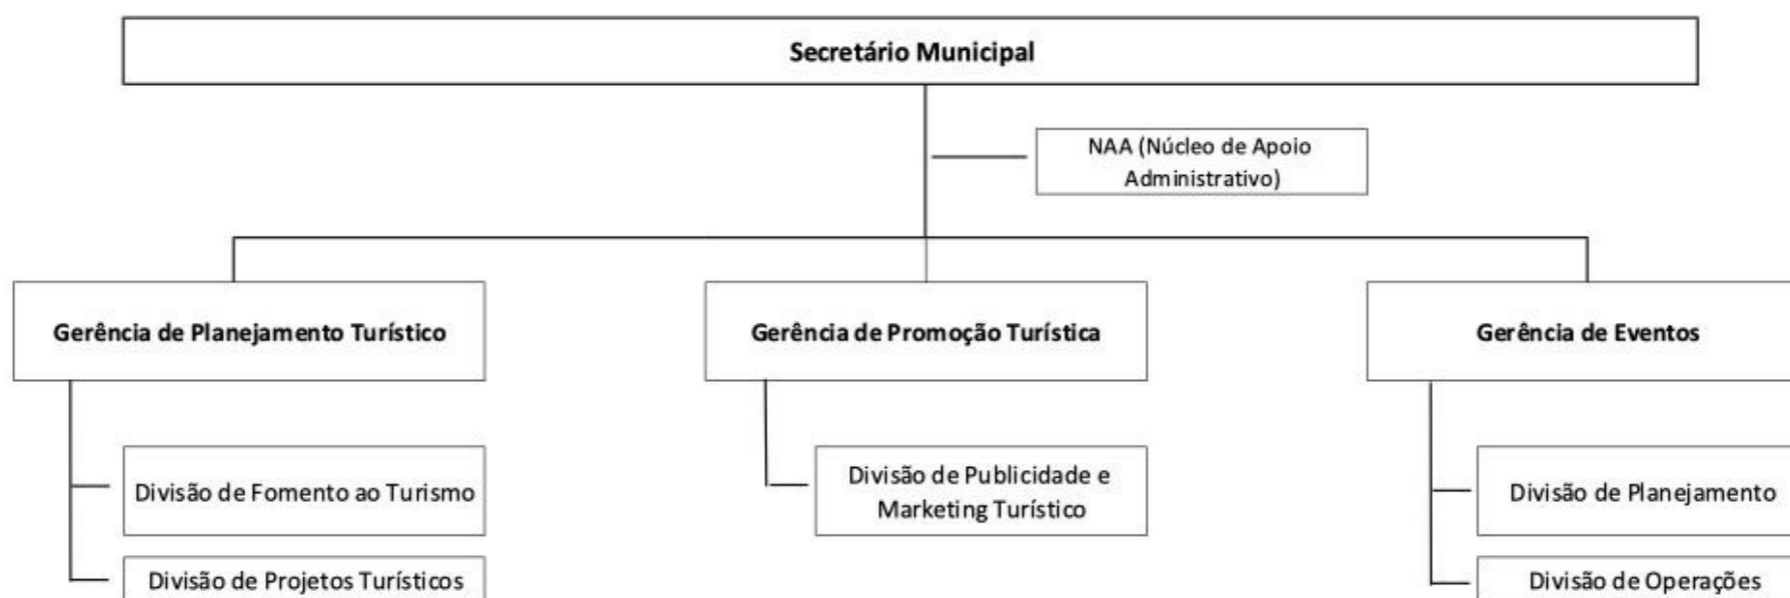 Secretário Municipal
NAA (Núcleo de Apoio
Administrativo)
Gerência de Planejamento Turístico
Gerência de Promoção Turística
Gerência de Eventos
Divisão de Fomento ao Turismo
Divisão de Publicidade e
Marketing Turístico
Divisão de Planejamento
Divisão de Projetos Turísticos
Divisão de Operações